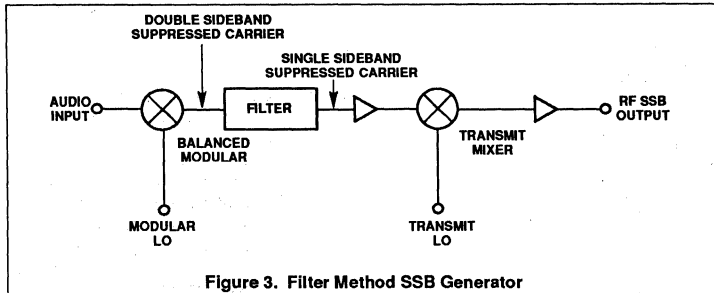 DOUBLE SIDEBAND
SUPPRESSED CARRIER
SINGLE SIDEBAND
SUPPRESSED CARRIER
AUDIO
INPUT
FILTER
RF SSB
OUTPUT
BALANCED
MODULAR
TRANSMIT
MIXER
MODULAR
LO
TRANSMIT
LO
Figure 3. Filter Method SSB Generator